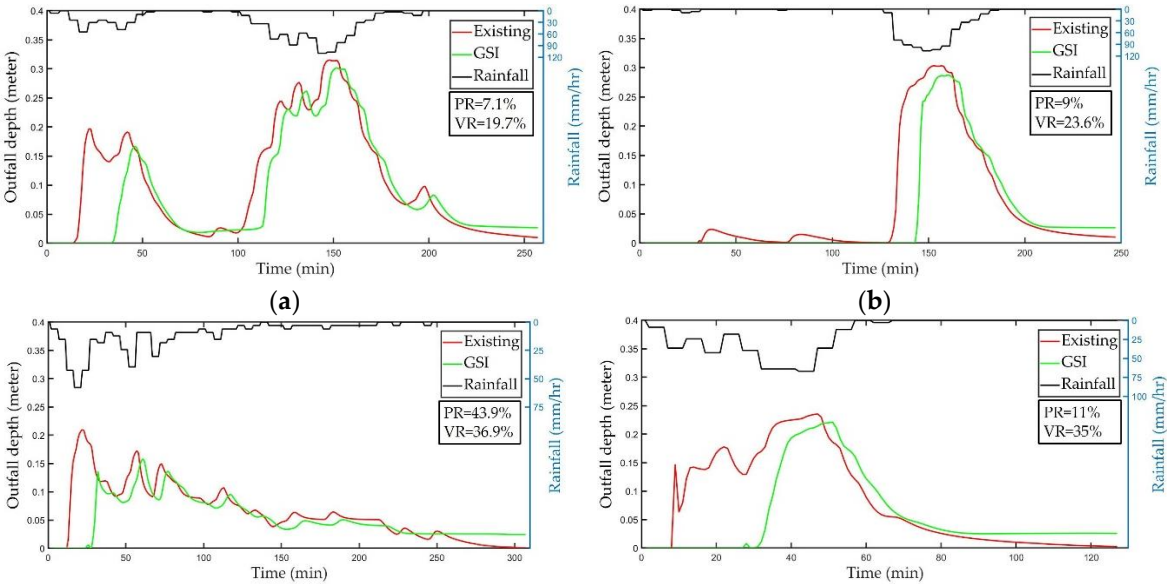 0.4
0.35
0.3
0.25
0.2
0.15
0.1
0.05
0
Outfall depth (meter)
0
50
100
150
200
250
Time (min)
0
30
60
90
120
Rainfall (mm/hr)
Existing
GSI
Rainfall
PR=7.1%
VR=19.7%
(a)
0.4
0.35
0.3
0.25
0.2
0.15
0.1
0.05
0
Outfall depth (meter)
0
50
100
150
200
250
Time (min)
0
30
60
90
120
Rainfall (mm/hr)
Existing
GSI
Rainfall
PR=9%
VR=23.6%
(b)
0.4
0.35
0.3
0.25
0.2
0.15
0.1
0.05
0
Outfall depth (meter)
0
50
100
150
200
250
300
Time (min)
0
25
50
75
Rainfall (mm/hr)
Existing
GSI
Rainfall
PR=43.9%
VR=36.9%
0.4
0.35
0.3
0.25
0.2
0.15
0.1
0.05
0
Outfall depth (meter)
0
20
40
60
80
100
120
Time (min)
0
25
50
75
100
Rainfall (mm/hr)
Existing
GSI
Rainfall
PR=11%
VR=35%